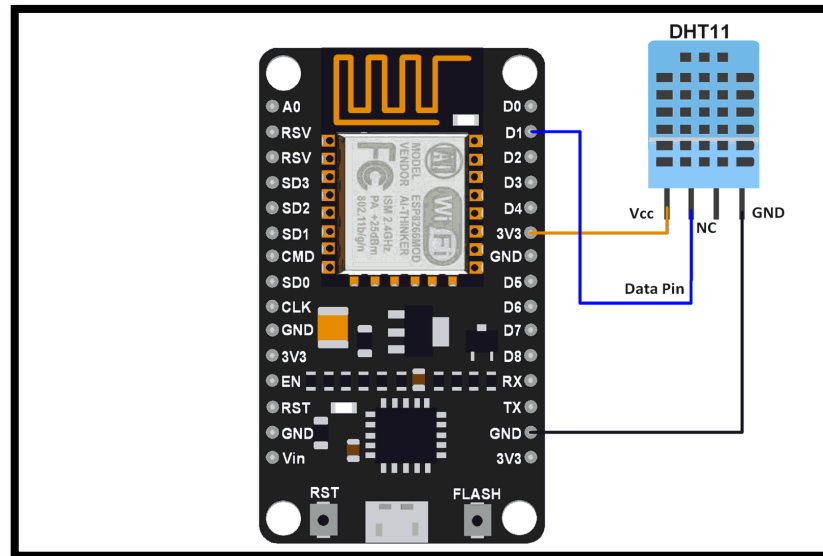 DHT11
A0
RSV
RSV
SD3
SD2
SD1
CMD
SD0
CLK
GND
3V3
EN
RST
GND
Vin
D0
D1
D2
D3
D4
3V3
GND
D5
D6
D7
D8
RX
TX
GND
3V3
MODEL
VENDOR
ESP8266MOD
AI-THINKER
ISM 2.4GHz
PA +25dBm
802.11b/g/n
FC
AI
Wi Fi
Vcc
NC
GND
Data Pin
RST
FLASH